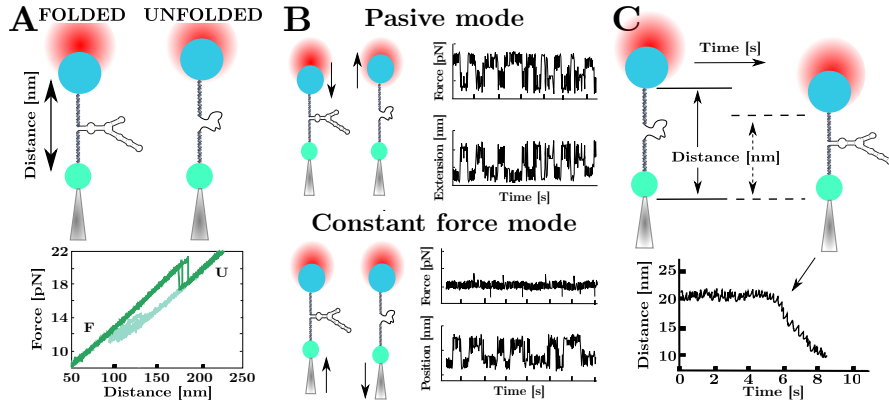 A
FOLDED
UNFOLDED
Distance [nm]
Force [pN]
22
18
14
10
F
U
50
100
150
200
250
Distance [nm]
B
Pasive mode
Force [pN]
Extension [nm]
Time [s]
Constant force mode
Force [pN]
Position [nm]
Time [s]
C
Time [s]
Distance [nm]
Distance [nm]
25
20
15
10
0
2
4
6
8
10
Time [s]